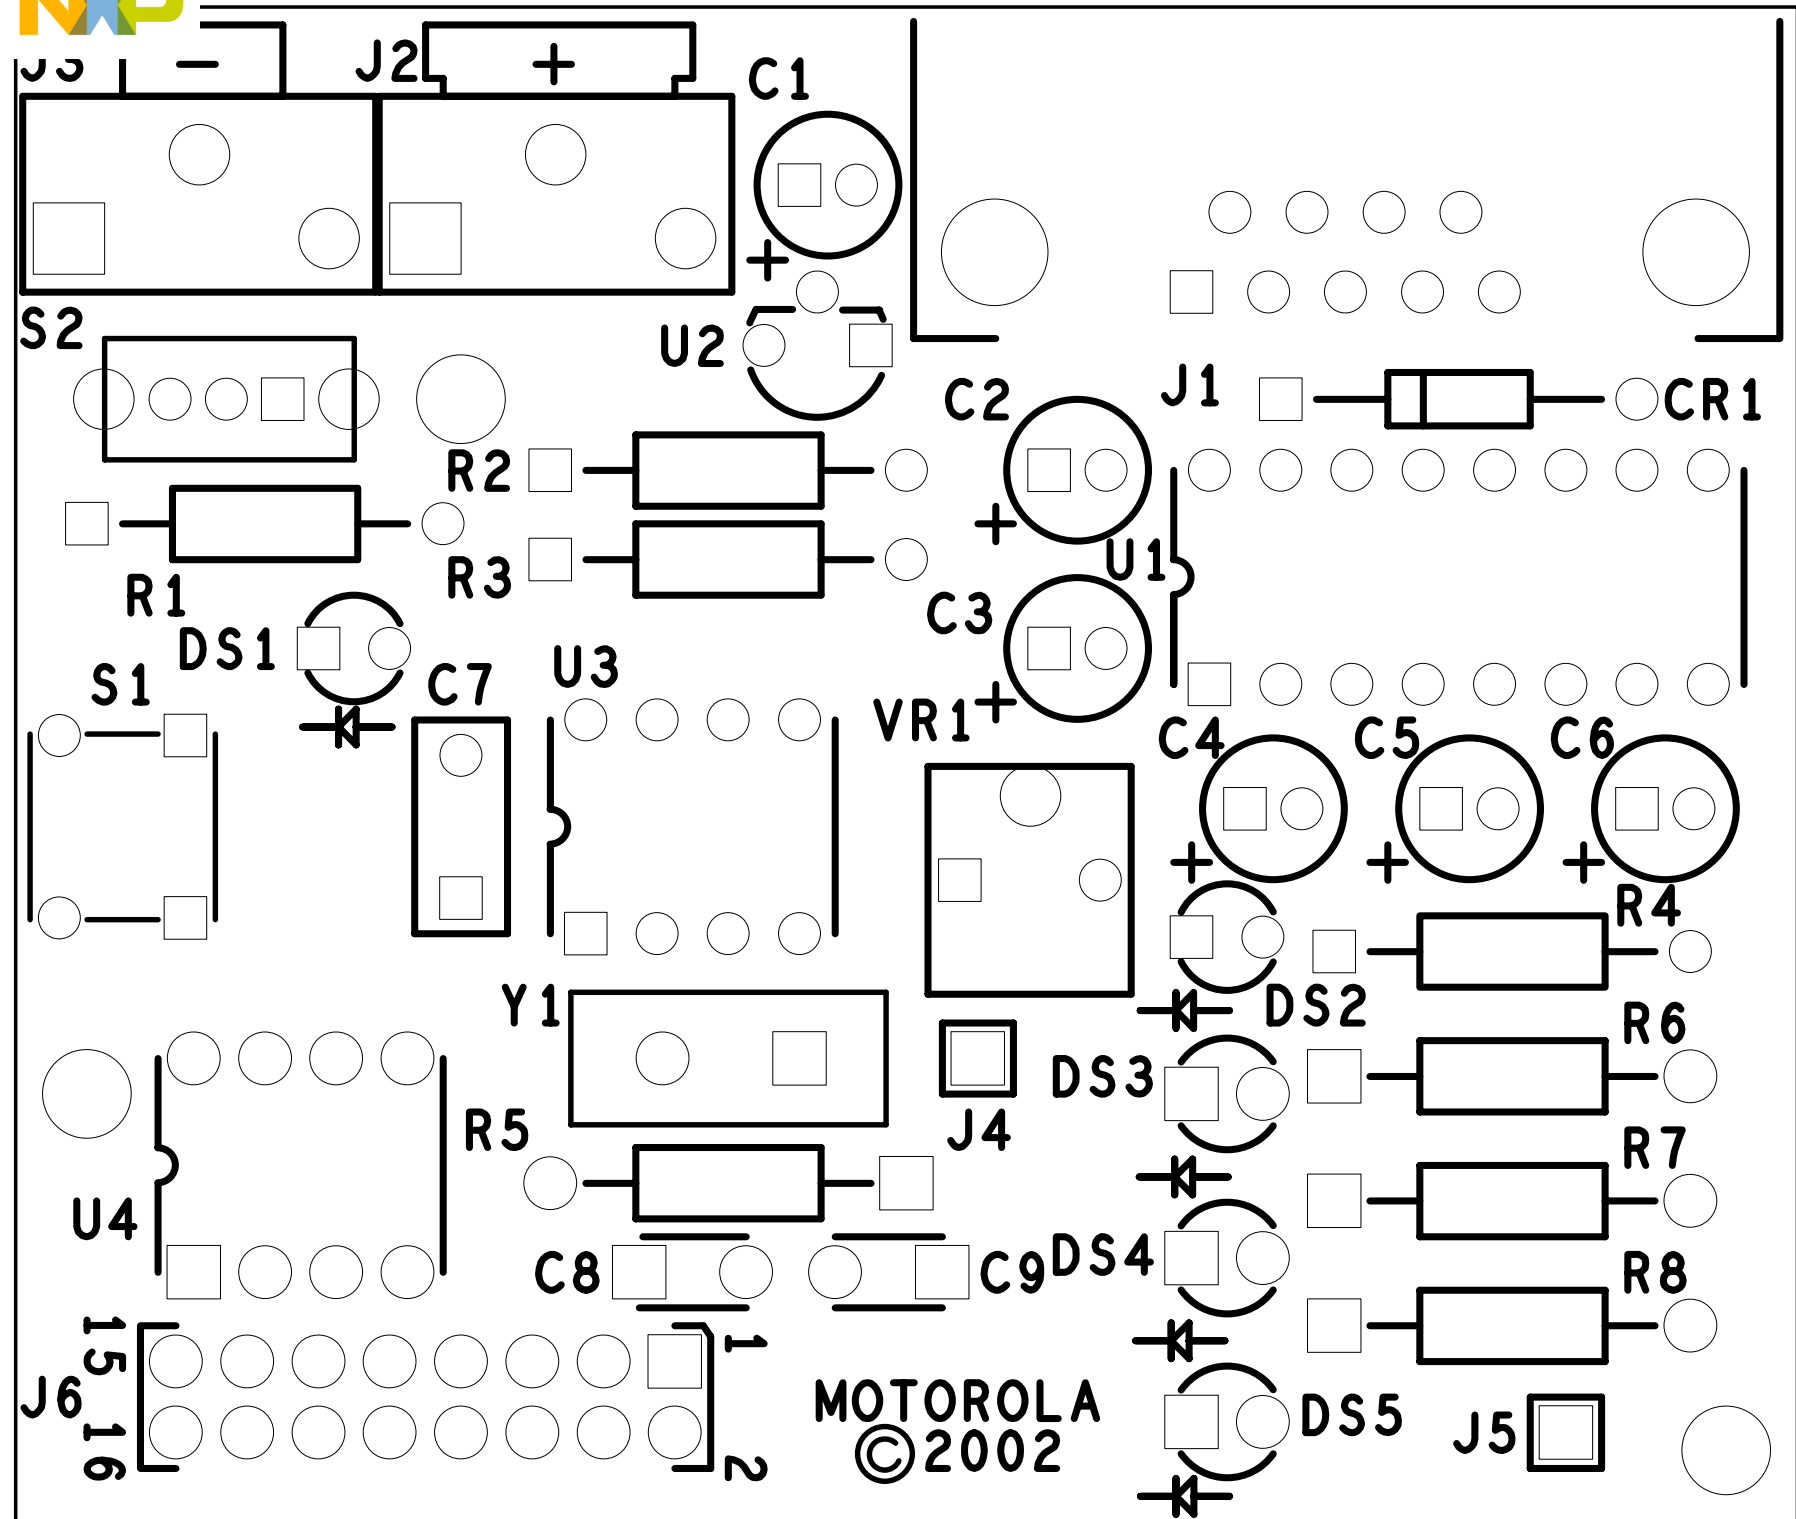 NXP
J3 - J2 + C1
+
S2
U2
C2
J1
CR1
R2
+
R3
U1
R1
C3
DS1
U3
S1
C7
+
VR1
C4
C5
C6
+ + +
R4
Y1
DS2
R6
DS3
J4
R5
R7
U4
DS4
C8
C9
R8
15
1
J6
MOTOROLA
DS5
16
© 2002
J5
2